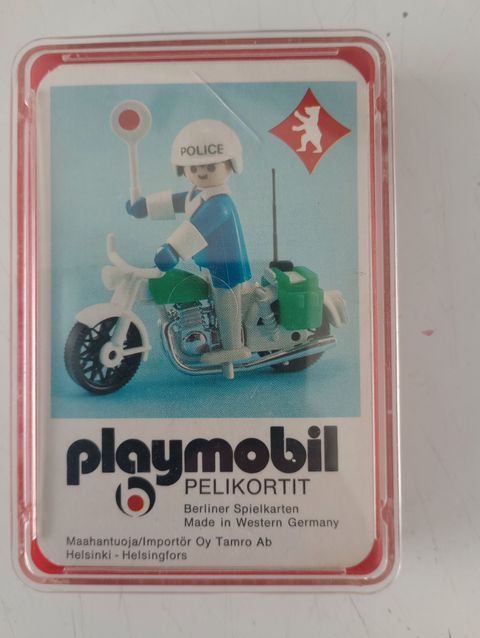 POLICE
playmobil
b
PELIKORTIT
Berliner Spielkarten
Made in Western Germany
Maahantuoja/Importör Oy Tamro Ab
Helsinki - Helsingfors